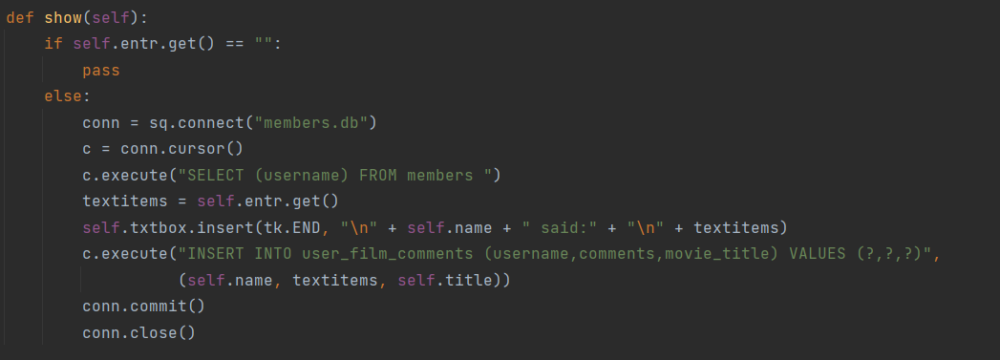 def show(self):
    if self.entr.get() == "":
        pass
    else:
        conn = sq.connect("members.db")
        c = conn.cursor()
        c.execute("SELECT (username) FROM members ")
        textitems = self.entr.get()
        self.txtbox.insert(tk.END, "\n" + self.name + " said:" + "\n" + textitems)
        c.execute("INSERT INTO user_film_comments (username,comments,movie_title) VALUES (?,?,?)",
                  (self.name, textitems, self.title))
        conn.commit()
        conn.close()